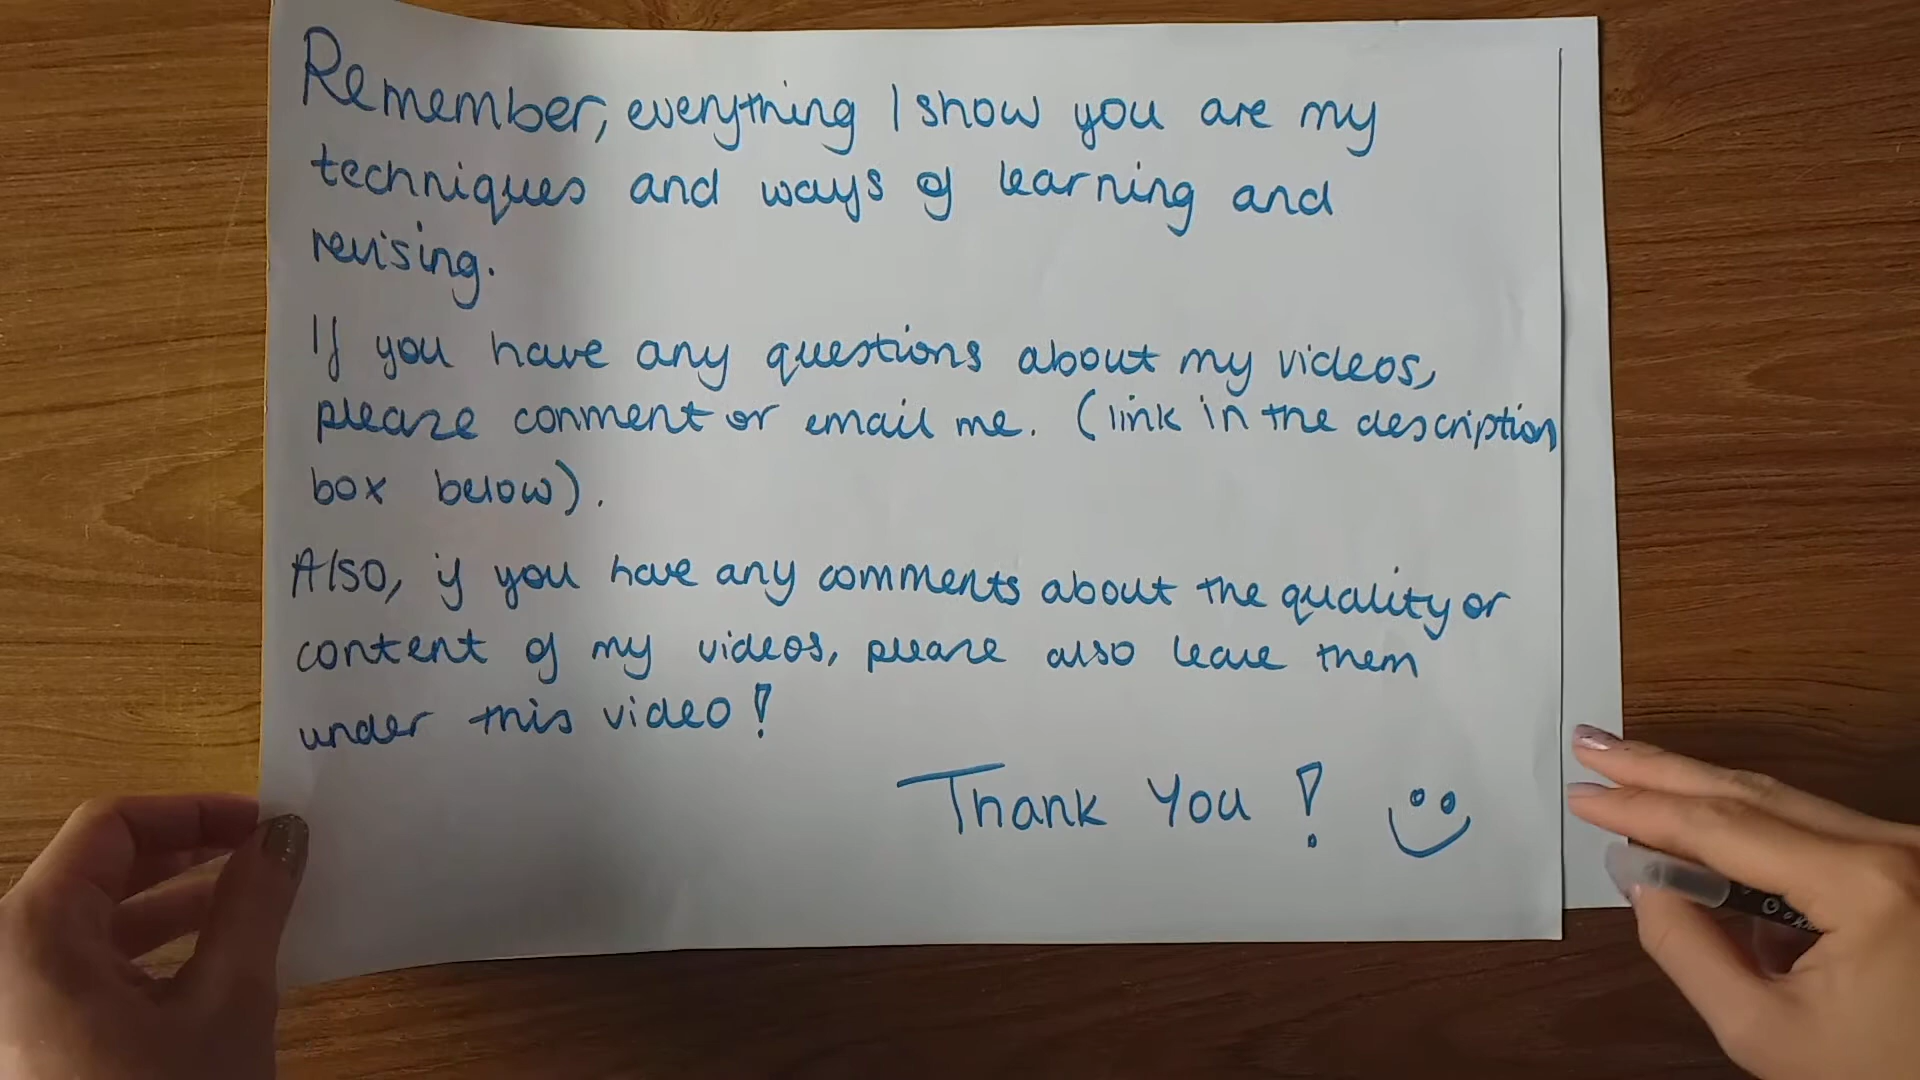 Remember, everything I show you are my
techniques and ways of learning and
revising.
If you have any questions about my videos,
please comment or email me. (link in the description
box below).
Also, if you have any comments about the quality or
content of my videos, please also leave them
under this video!
Thank You!